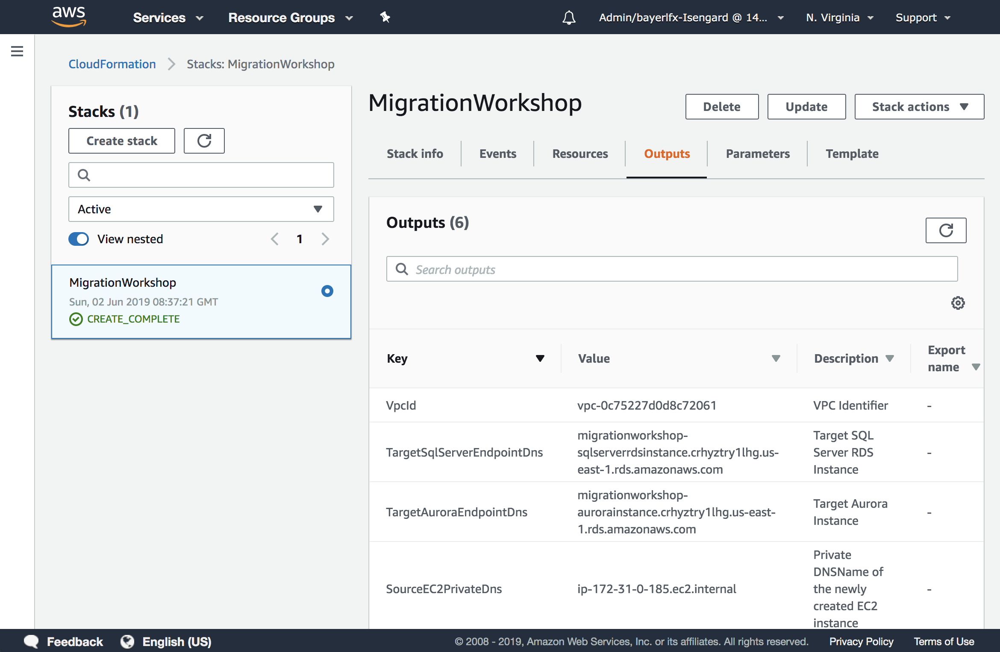 aws
Services
Resource Groups
Admin/bayerlfx-Isengard @ 14...
N. Virginia
Support
CloudFormation
Stacks: MigrationWorkshop
Stacks (1)
Create stack
Active
View nested
1
MigrationWorkshop
Sun, 02 Jun 2019 08:37:21 GMT
CREATE_COMPLETE
MigrationWorkshop
Delete
Update
Stack actions
Stack info
Events
Resources
Outputs
Parameters
Template
Outputs (6)
Search outputs
Key
Value
Description
Export
name
VpcId
vpc-0c75227d0d8c72061
VPC Identifier
-
TargetSqlServerEndpointDns
migrationworkshop-
sqlserverrdsinstance.crhyztry1lhg.us-
east-1.rds.amazonaws.com
Target SQL
Server RDS
Instance
-
TargetAuroraEndpointDns
migrationworkshop-
aurorainstance.crhyztry1lhg.us-east-
1.rds.amazonaws.com
Target Aurora
Instance
-
SourceEC2PrivateDns
ip-172-31-0-185.ec2.internal
Private
DNSName of
the newly
created EC2
instance
-
Feedback
English (US)
© 2008 - 2019, Amazon Web Services, Inc. or its affiliates. All rights reserved.
Privacy Policy
Terms of Use